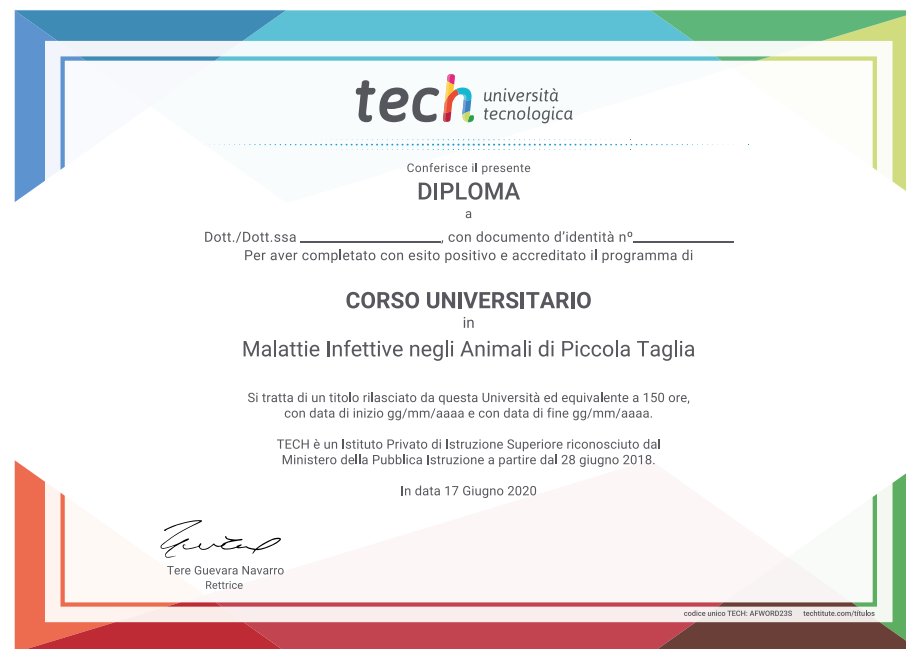 tech università
tecnologica
Conferisce il presente
DIPLOMA
a
Dott./Dott.ssa ____________________, con documento d'identità nº______________
Per aver completato con esito positivo e accreditato il programma di
CORSO UNIVERSITARIO
in
Malattie Infettive negli Animali di Piccola Taglia
Si tratta di un titolo rilasciato da questa Università ed equivalente a 150 ore,
con data di inizio gg/mm/aaaa e con data di fine gg/mm/aaaa.
TECH è un Istituto Privato di Istruzione Superiore riconosciuto dal
Ministero della Pubblica Istruzione a partire dal 28 giugno 2018.
In data 17 Giugno 2020
Tere Guevara Navarro
Rettrice
codice unico TECH: AFWORD23S techtitute.com/titulos